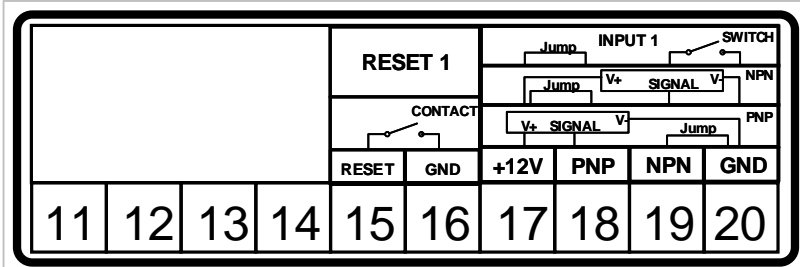 INPUT 1 SWITCH
Jump
RESET 1
V+ SIGNAL V- NPN
Jump
CONTACT
V+ SIGNAL V- PNP
Jump
RESET GND +12V PNP NPN GND
11 12 13 14 15 16 17 18 19 20